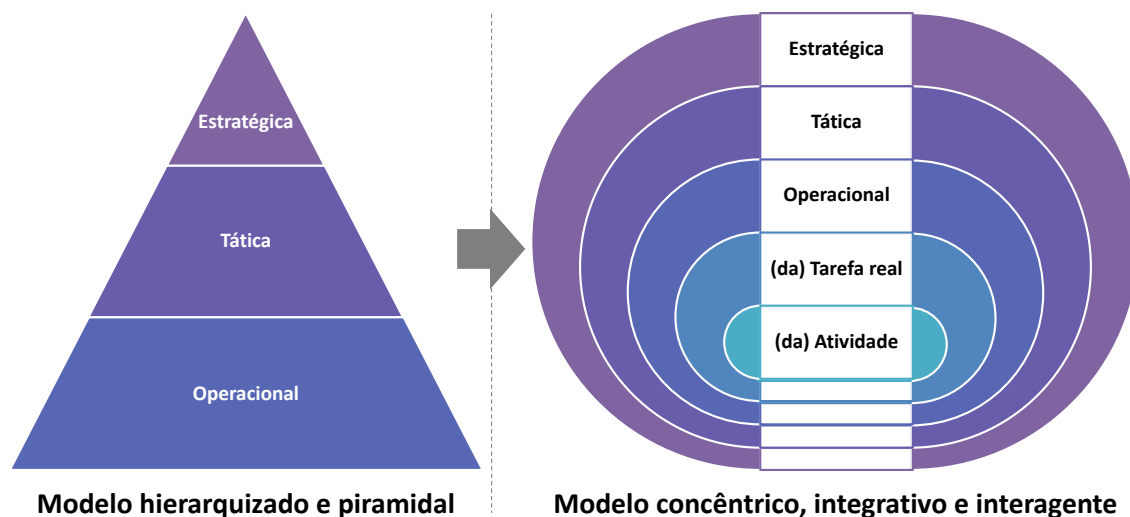 Estratégica
Tática
Operacional
Modelo hierarquizado e piramidal
Estratégica
Tática
Operacional
(da) Tarefa real
(da) Atividade
Modelo concêntrico, integrativo e interagente